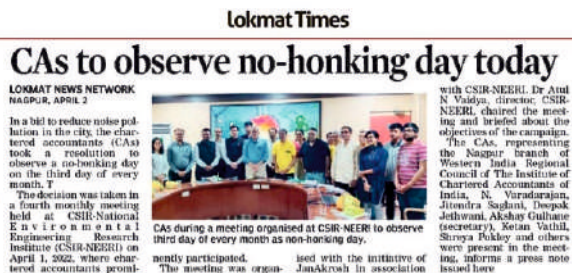 Lokmat Times
CAs to observe no-honking day today
LOKMAT NEWS NETWORK
NAGPUR, APRIL 2
In a bid to reduce noise pol-
lution in the city, the char-
tered accountants (CAs)
took a resolution to
observe a no-honking day
on the third day of every
month. T
The decision was taken in
a fourth monthly meeting
held at CSIR-National
Environmental
Engineering Research
Institute (CSIR-NEERI) on
April 1, 2022, where char-
tered accountants promi-
CAs during a meeting organised at CSIR-NEERI to observe
third day of every month as non-honking day.
nently participated.
The meeting was organ-
ised with the initiative of
JanAkrosh in association
with CSIR-NEERI. Dr Atul
N Vaidya, director, CSIR-
NEERI, chaired the meet-
ing and briefed about the
objectives of the campaign.
The CAs, representing
the Nagpur branch of
Western India Regional
Council of The Institute of
Chartered Accountants of
India, N. Varadarajan,
Jitendra Saglani, Deepak
Jethwani, Akshay Gulhane
(secretary), Ketan Vathil,
Shreya Pokley and others
were present in the meet-
ing, informs a press note
issued here.